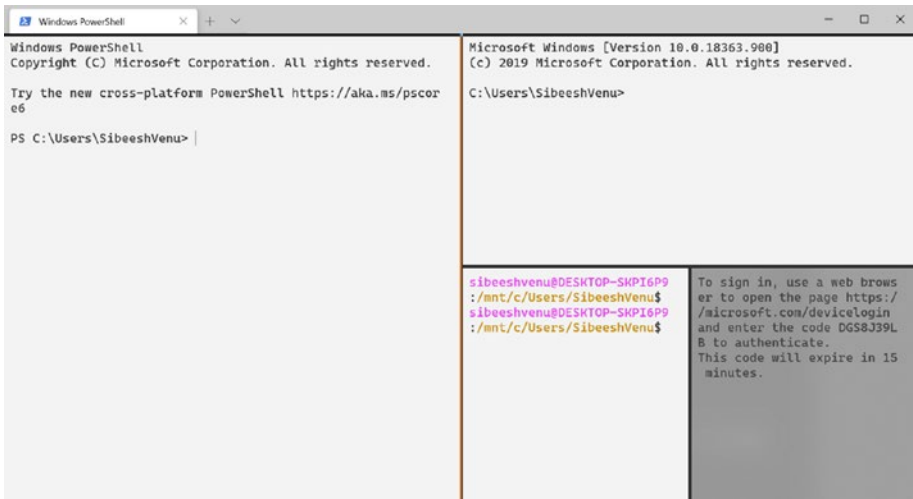 Windows PowerShell
Windows PowerShell
Copyright (C) Microsoft Corporation. All rights reserved.
Try the new cross-platform PowerShell https://aka.ms/pscor
e6
PS C:\Users\SibeeshVenu>
Microsoft Windows [Version 10.0.18363.900]
(c) 2019 Microsoft Corporation. All rights reserved.
C:\Users\SibeeshVenu>
sibeeshvenu@DESKTOP-SKPI6P9
:/mnt/c/Users/SibeeshVenu$
sibeeshvenu@DESKTOP-SKPI6P9
:/mnt/c/Users/SibeeshVenu$
To sign in, use a web brows
er to open the page https:/
/microsoft.com/devicelogin
and enter the code DGS8J39L
B to authenticate.
This code will expire in 15
minutes.